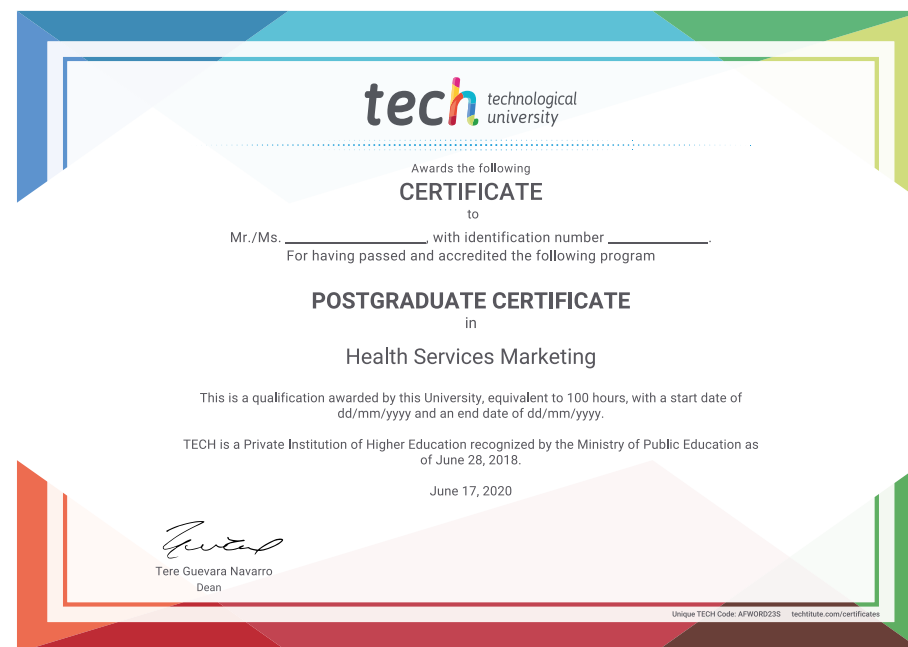 tech technological
university
Awards the following
CERTIFICATE
to
Mr./Ms. ____________________, with identification number ______________.
For having passed and accredited the following program
POSTGRADUATE CERTIFICATE
in
Health Services Marketing
This is a qualification awarded by this University, equivalent to 100 hours, with a start date of
dd/mm/yyyy and an end date of dd/mm/yyyy.
TECH is a Private Institution of Higher Education recognized by the Ministry of Public Education as
of June 28, 2018.
June 17, 2020
Tere Guevara Navarro
Dean
Unique TECH Code: AFWORD23S techtitute.com/certificates